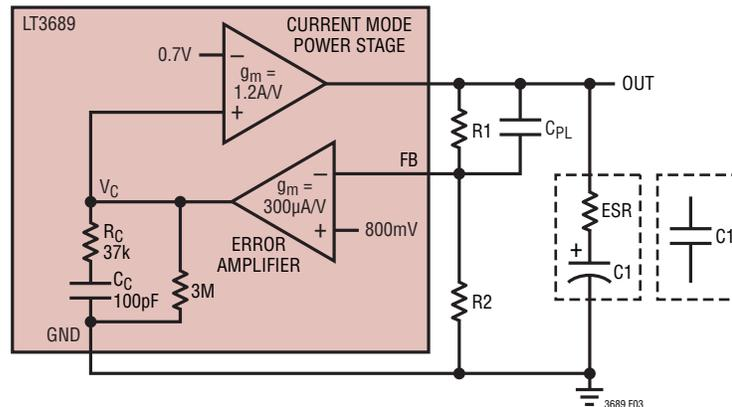 LT3689
CURRENT MODE
POWER STAGE
0.7V
−
gm =
1.2A/V
+
OUT
R1
CPL
FB
VC
−
gm =
300µA/V
+
800mV
ERROR
AMPLIFIER
RC
37k
CC
100pF
3M
GND
R2
ESR
+
C1
C1
3689 F03